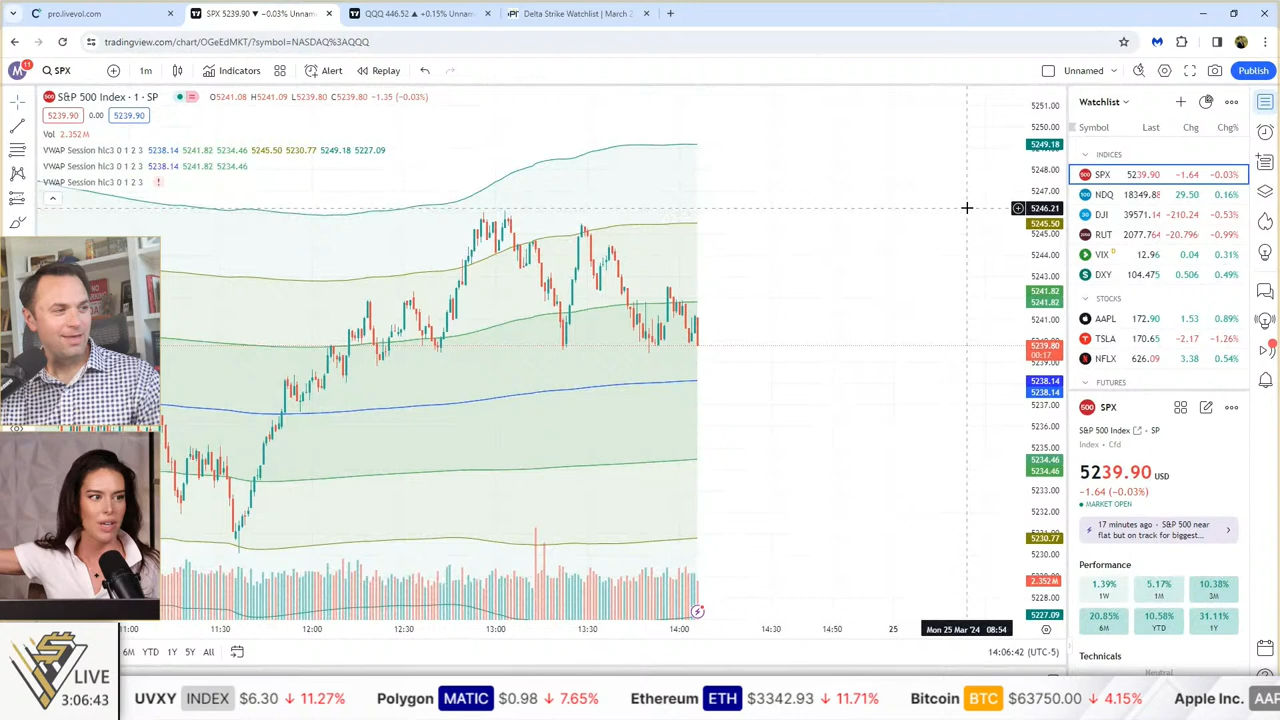 pro.livevol.com
SPX 5239.90 ▼ −0.03% Unnam
QQQ 446.52 ▲ +0.15% Unnam
Delta Strike Watchlist | March 2
tradingview.com/chart/OGeEdMKT/?symbol=NASDAQ%3AQQQ
M
11
SPX
1m
Indicators
Alert
Replay
Unnamed
Publish
S&P 500 Index · 1 · SP
O5241.08 H5241.09 L5239.80 C5239.80 −1.35 (−0.03%)
5239.90
0.00
5239.90
Vol 2.352M
VWAP Session hlc3 0 1 2 3 5238.14 5241.82 5234.46 5245.50 5230.77 5249.18 5227.09
VWAP Session hlc3 0 1 2 3 5238.14 5241.82 5234.46
VWAP Session hlc3 0 1 2 3
5251.00
5250.00
5249.18
5248.00
5247.00
5246.21
5245.50
5245.00
5244.00
5243.00
5241.82
5241.82
5241.00
5239.80
00:17
5238.14
5238.14
5237.00
5236.00
5235.00
5234.46
5234.46
5233.00
5232.00
5230.77
5230.00
2.352M
5228.00
5227.09
11:00
11:30
12:00
12:30
13:00
13:30
14:00
14:30
14:50
25
Mon 25 Mar '24 08:54
6M YTD 1Y 5Y All
14:06:42 (UTC-5)
Watchlist
Symbol Last Chg Chg%
INDICES
SPX 5239.90 −1.64 −0.03%
NDQ 18349.88 29.50 0.16%
DJI 39571.14 −210.24 −0.53%
RUT 2077.764 −20.796 −0.99%
VIX D 12.96 0.04 0.31%
DXY 104.475 0.506 0.49%
STOCKS
AAPL 172.90 1.53 0.89%
TSLA 170.65 −2.17 −1.26%
NFLX 626.09 3.38 0.54%
FUTURES
SPX
S&P 500 Index · SP
Index · Cfd
5239.90 USD
−1.64 (−0.03%)
MARKET OPEN
17 minutes ago · S&P 500 near
flat but on track for biggest...
Performance
1.39%
1W
5.17%
1M
10.38%
3M
20.85%
6M
10.58%
YTD
31.11%
1Y
Technicals
Neutral
LIVE
3:06:43
UVXY INDEX $6.30 ↓ 11.27%
Polygon MATIC $0.98 ↓ 7.65%
Ethereum ETH $3342.93 ↓ 11.71%
Bitcoin BTC $63750.00 ↓ 4.15%
Apple Inc. AAP